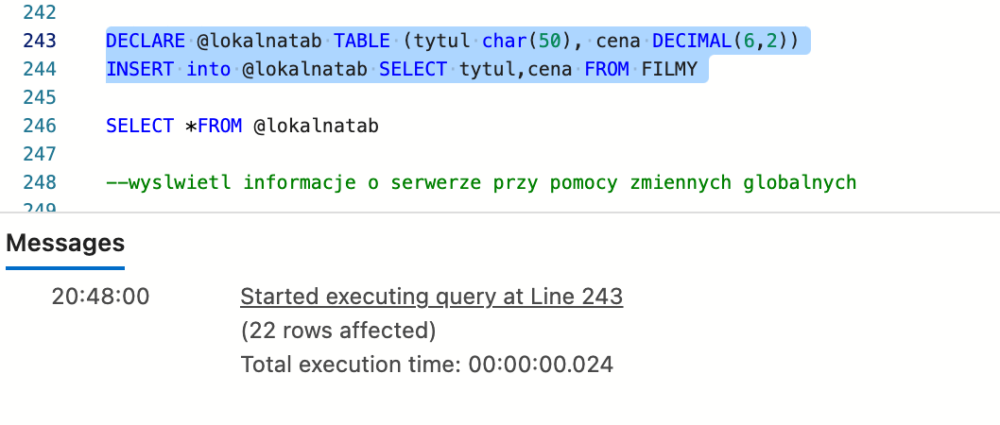 242
243 DECLARE @lokalnatab TABLE (tytul char(50), cena DECIMAL(6,2))
244 INSERT into @lokalnatab SELECT tytul,cena FROM FILMY
245
246 SELECT *FROM @lokalnatab
247
248 --wyslwietl informacje o serwerze przy pomocy zmiennych globalnych
249
Messages
20:48:00 Started executing query at Line 243
(22 rows affected)
Total execution time: 00:00:00.024